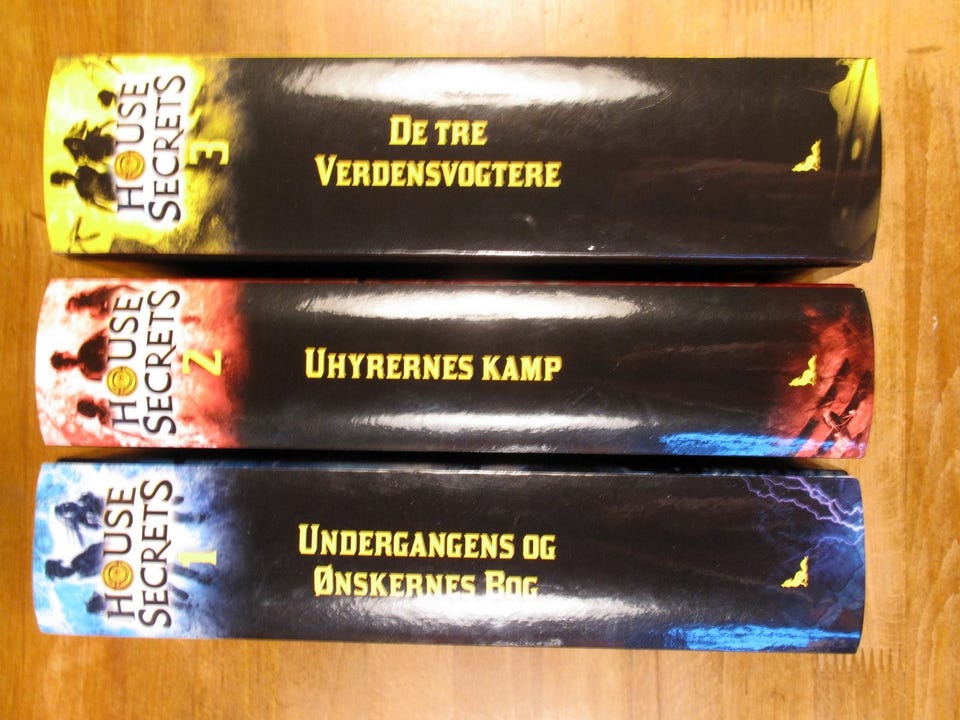 HOUSE
SECRETS
3
DE TRE
VERDENSVOGTERE
HOUSE
SECRETS
2
UHYRERNES KAMP
HOUSE
SECRETS
1
UNDERGANGENS OG
ØNSKERNES BOG